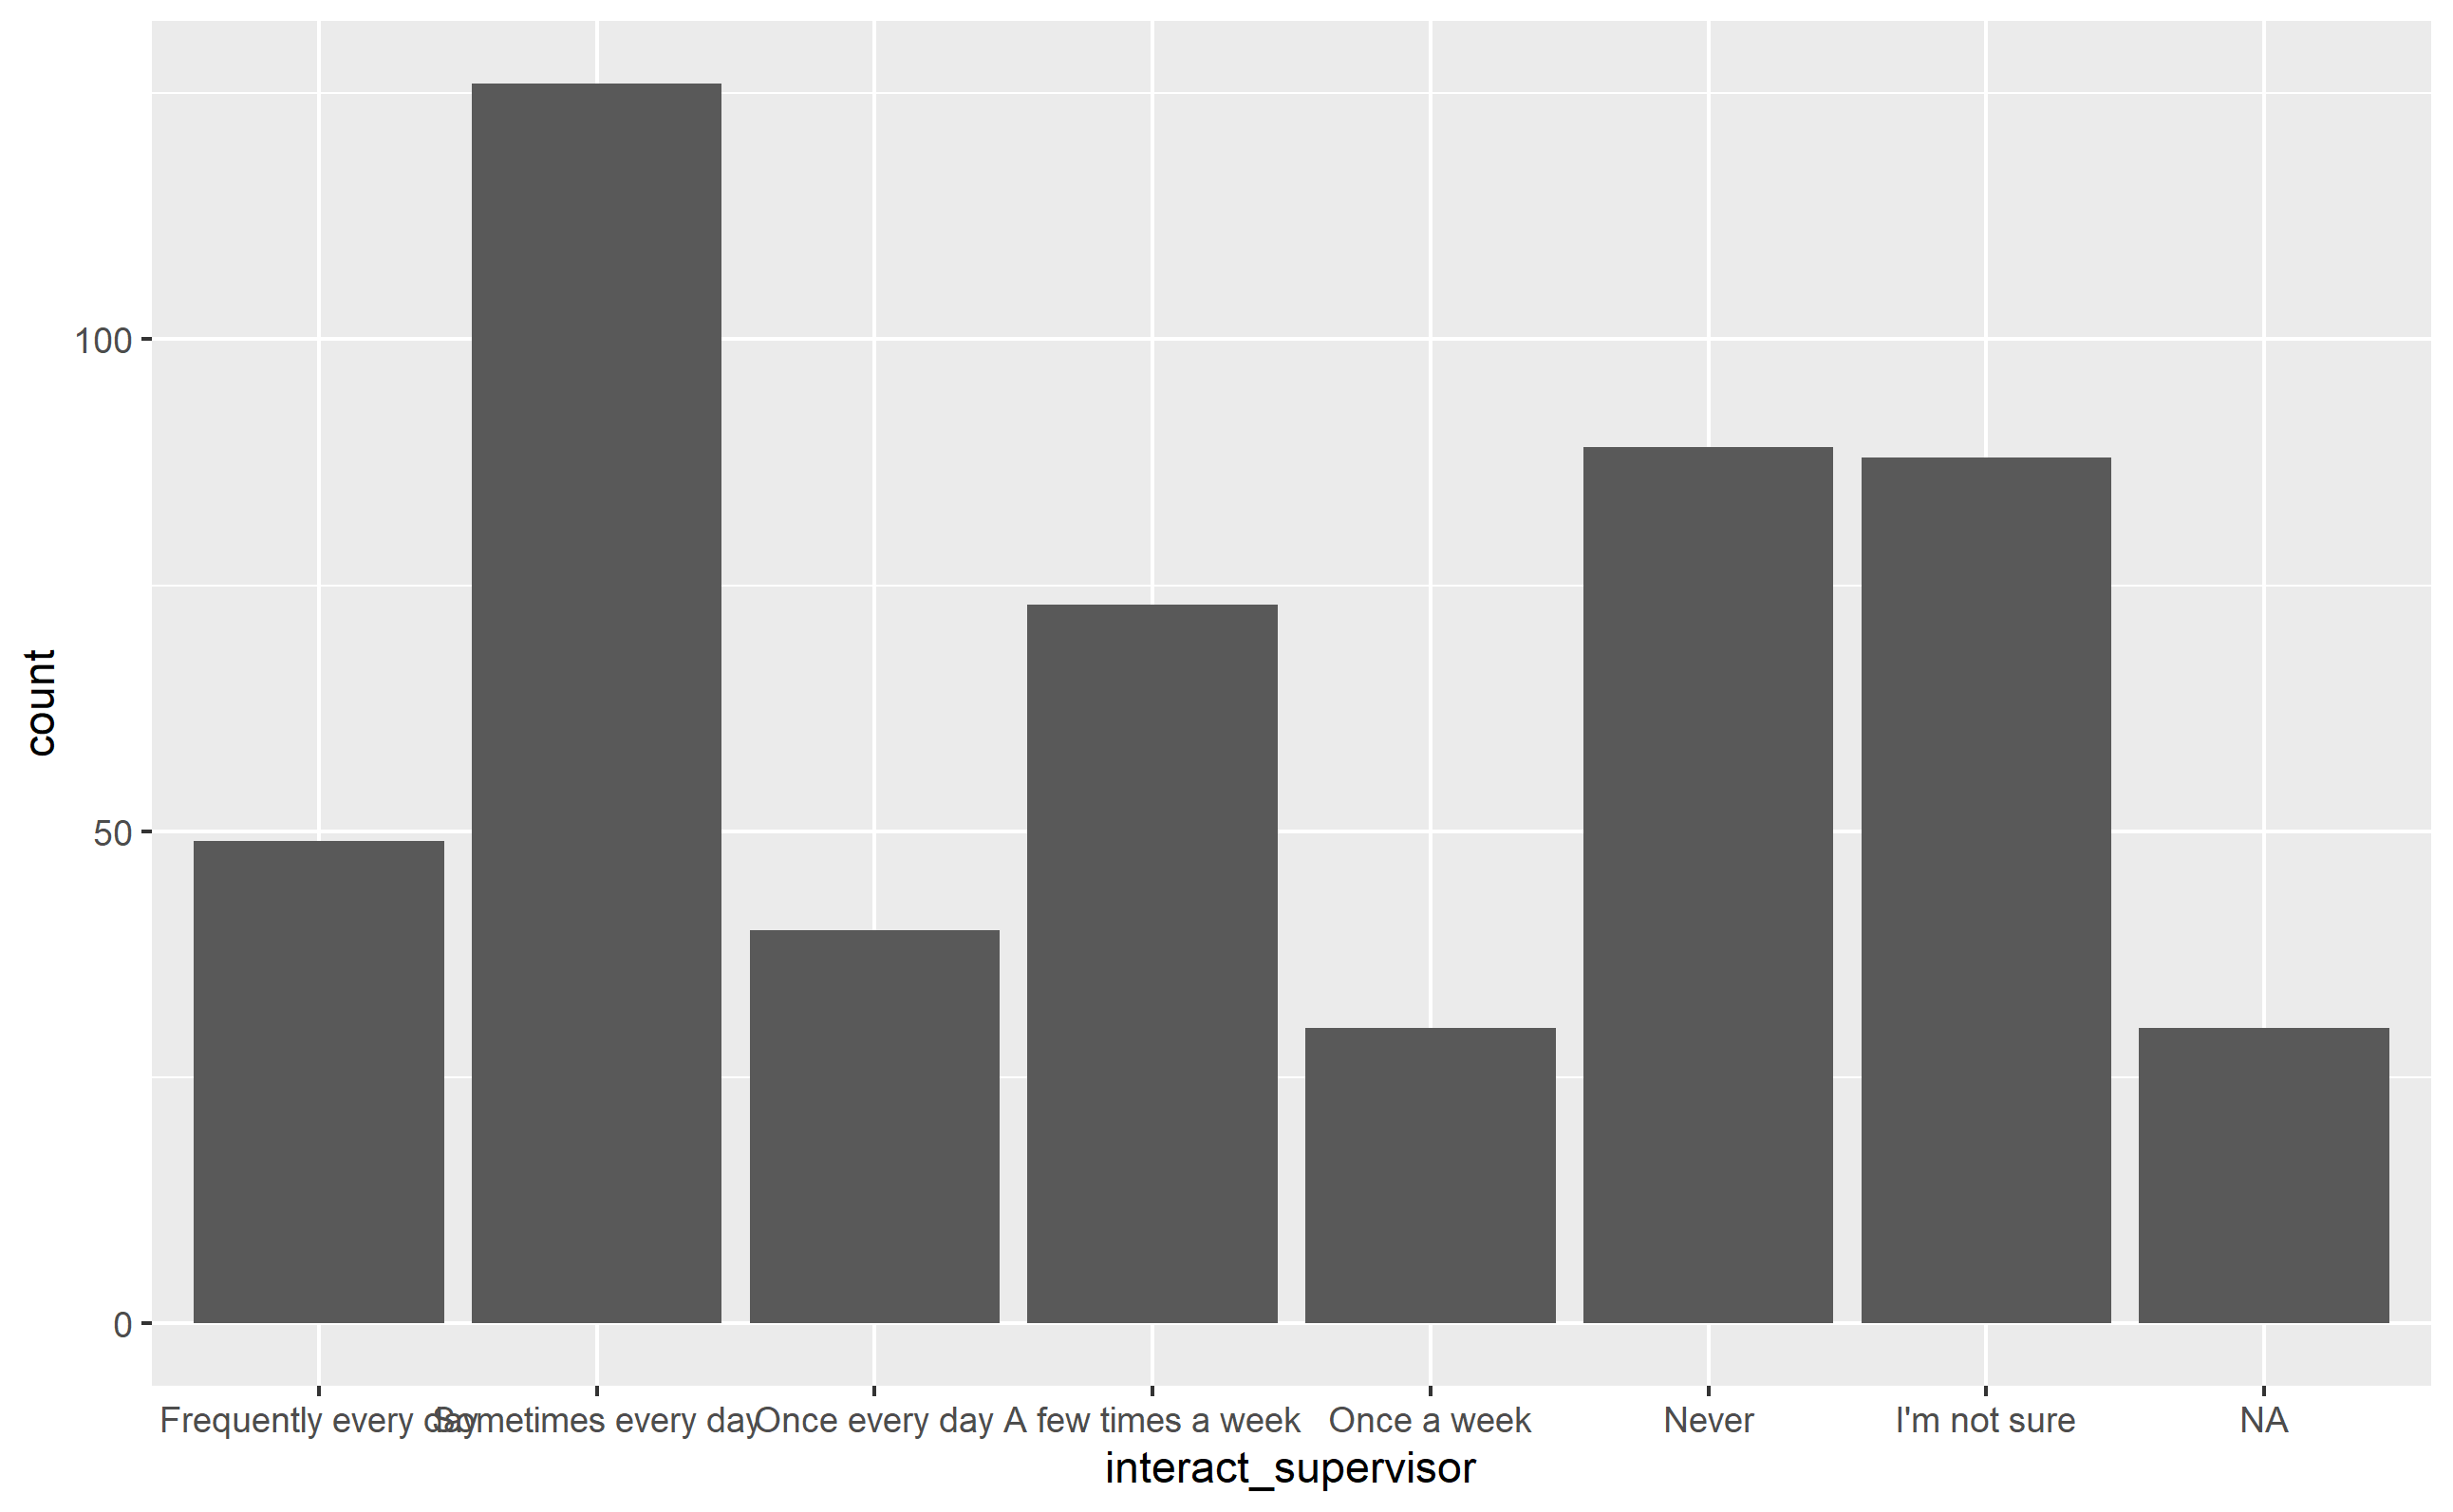 count
100
50
0
Frequently every day Sometimes every day Once every day A few times a week Once a week Never I'm not sure NA
interact_supervisor